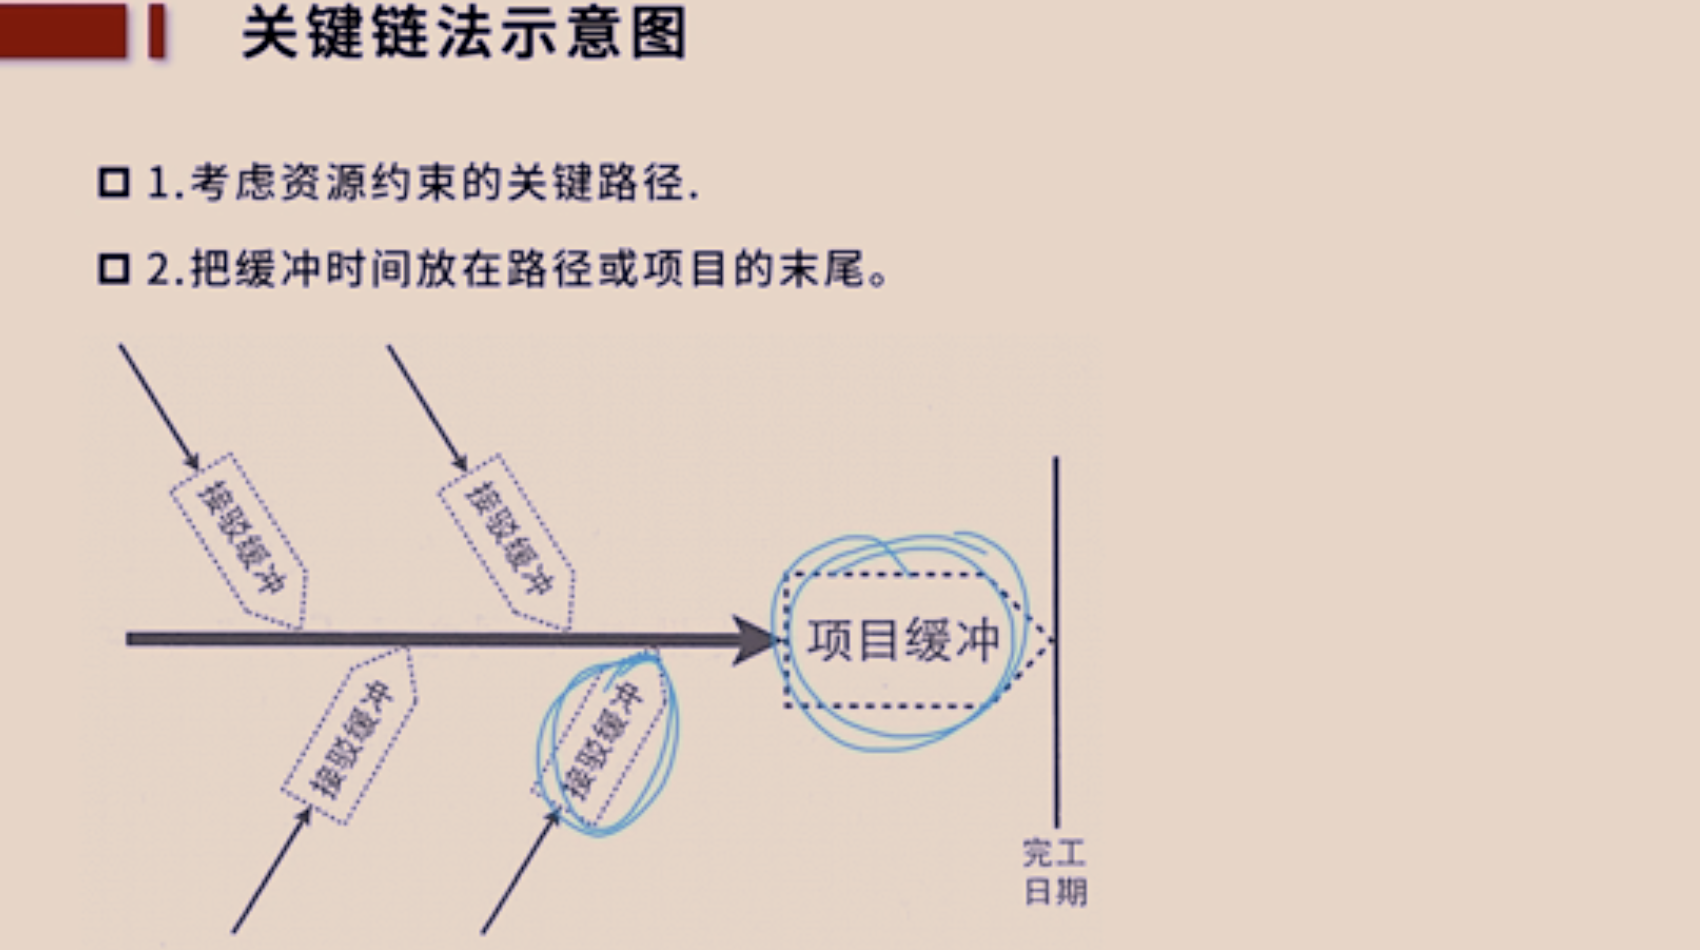 关键链法示意图
1.考虑资源约束的关键路径.
2.把缓冲时间放在路径或项目的末尾。
接驳缓冲
接驳缓冲
项目缓冲
接驳缓冲
接驳缓冲
完工
日期